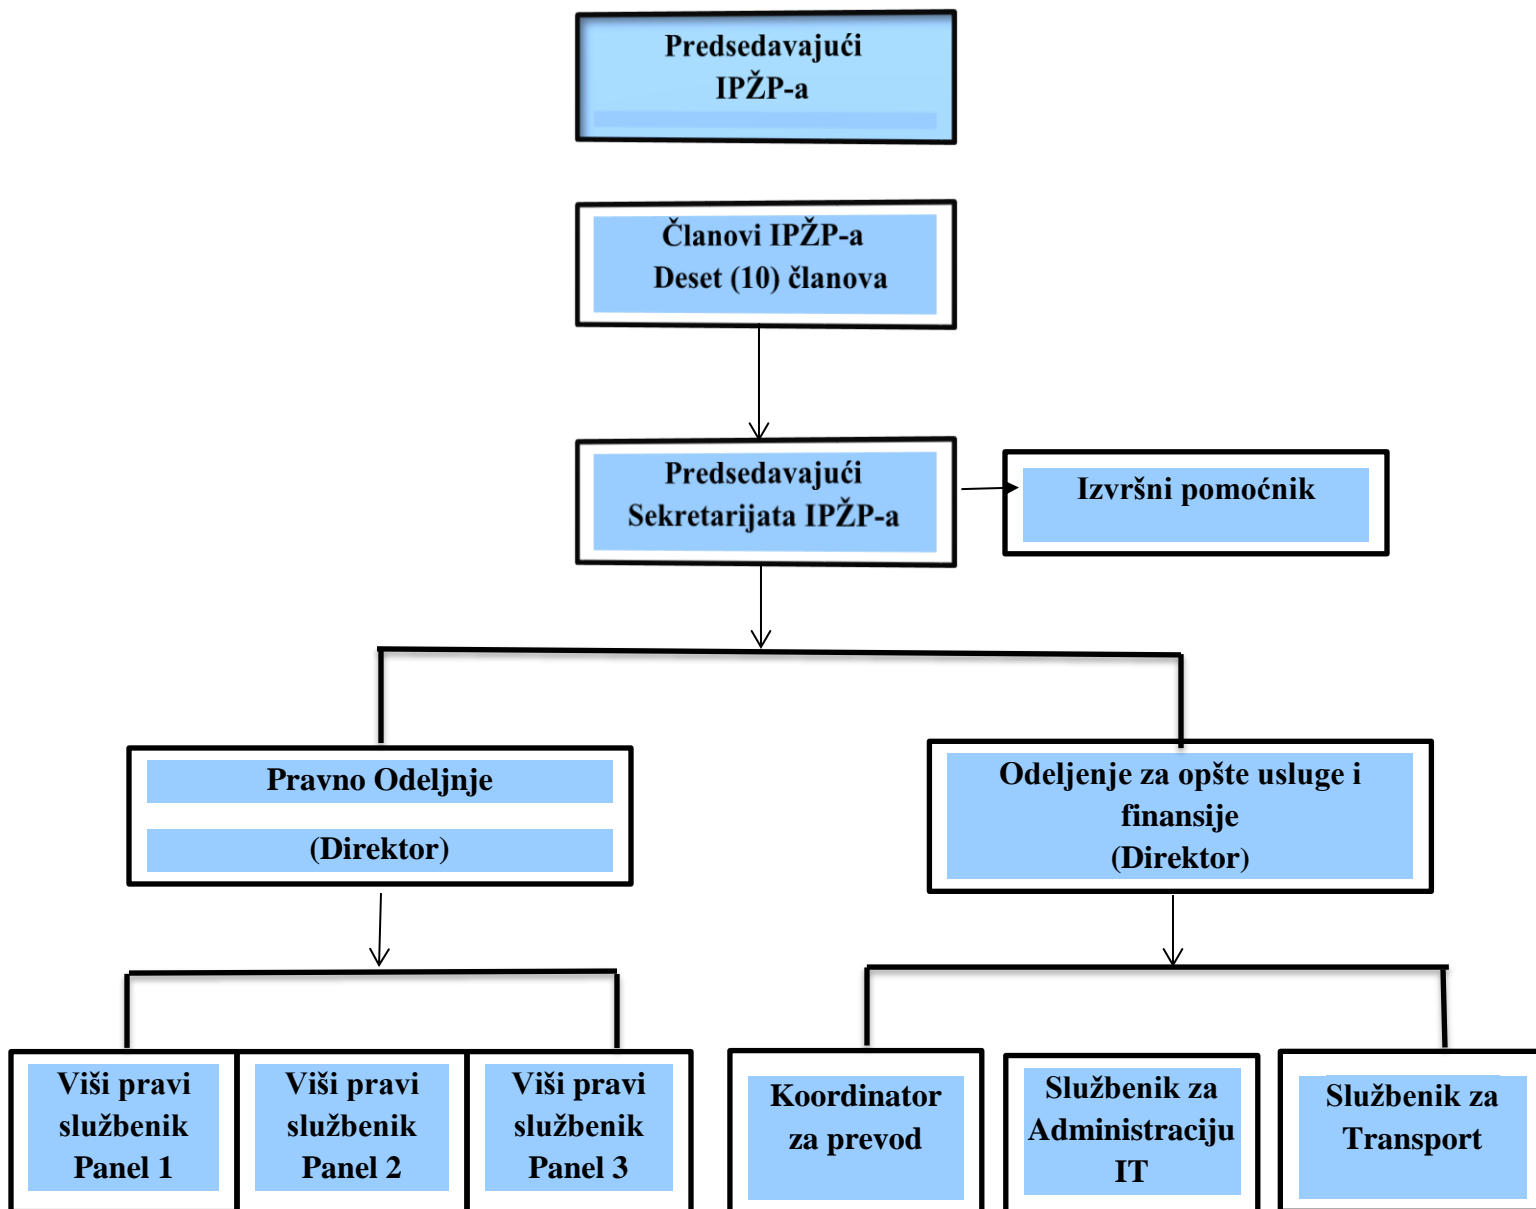 Predsedavajući
IPŽP-a
Članovi IPŽP-a
Deset (10) članova
Predsedavajući
Sekretarijata IPŽP-a
Izvršni pomoćnik
Pravno Odeljnje
(Direktor)
Odeljenje za opšte usluge i
finansije
(Direktor)
Viši pravi
službenik
Panel 1
Viši pravi
službenik
Panel 2
Viši pravi
službenik
Panel 3
Koordinator
za prevod
Službenik za
Administraciju
IT
Službenik za
Transport